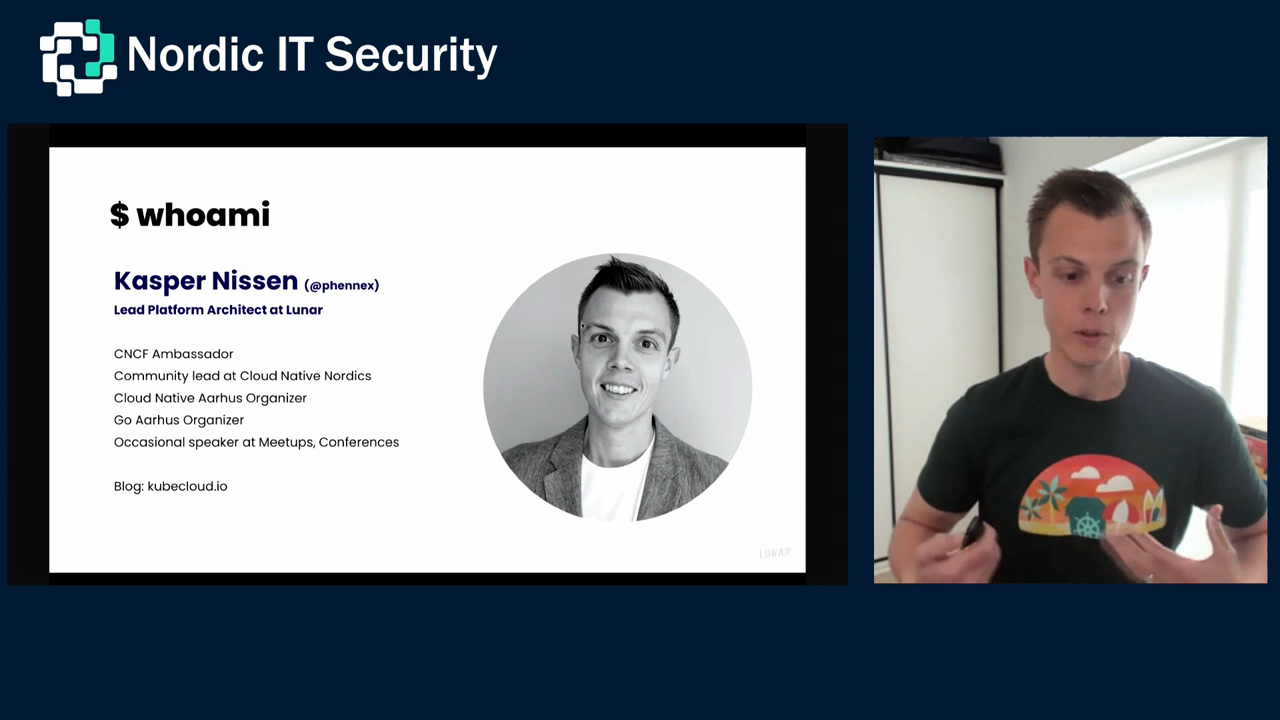 Nordic IT Security
$ whoami
Kasper Nissen (@phennex)
Lead Platform Architect at Lunar
CNCF Ambassador
Community lead at Cloud Native Nordics
Cloud Native Aarhus Organizer
Go Aarhus Organizer
Occasional speaker at Meetups, Conferences
Blog: kubecloud.io
LUNAR